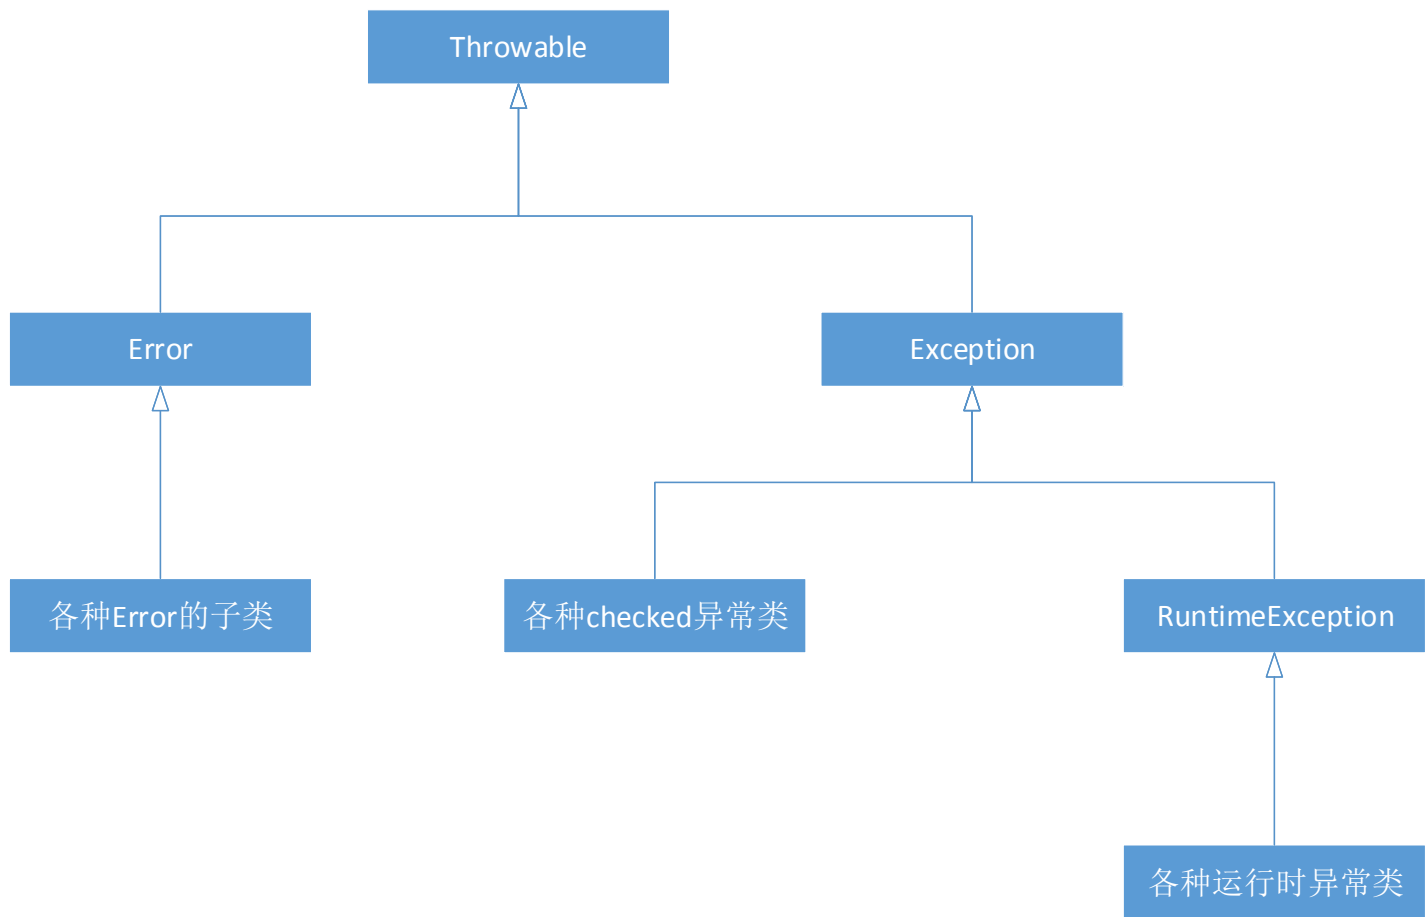 Throwable
Error
Exception
各种Error的子类
各种checked异常类
RuntimeException
各种运行时异常类